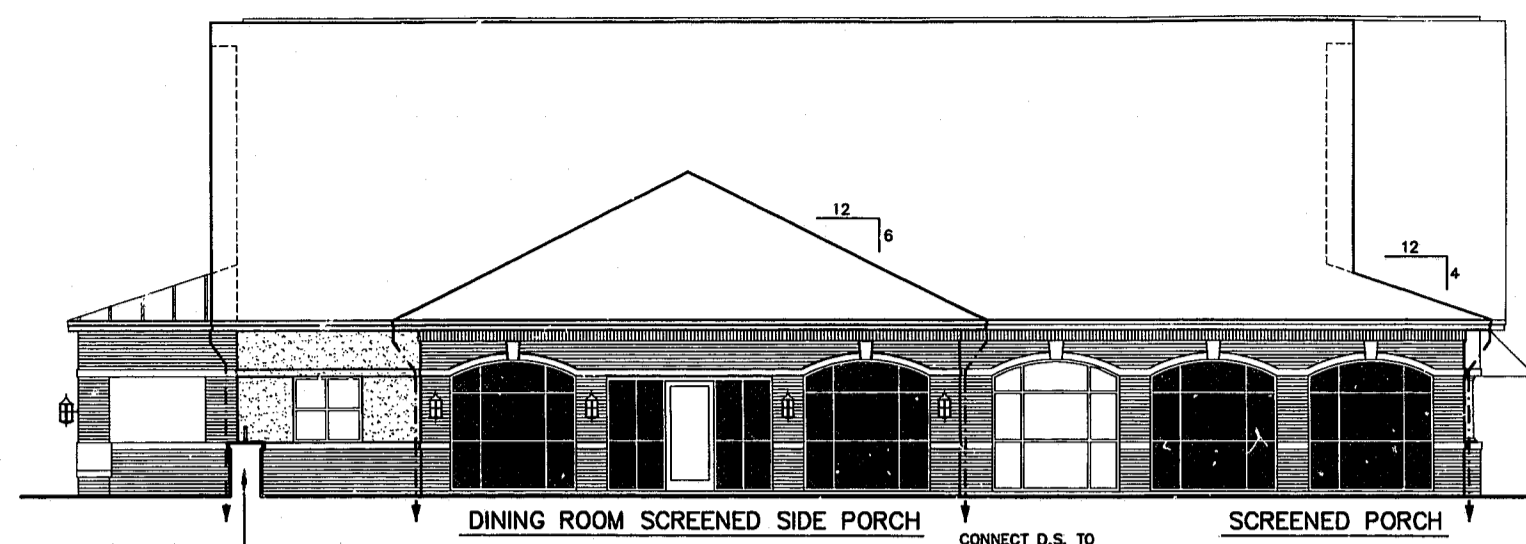 12
6
12
4
DINING ROOM SCREENED SIDE PORCH
SCREENED PORCH
CONNECT D.S. TO